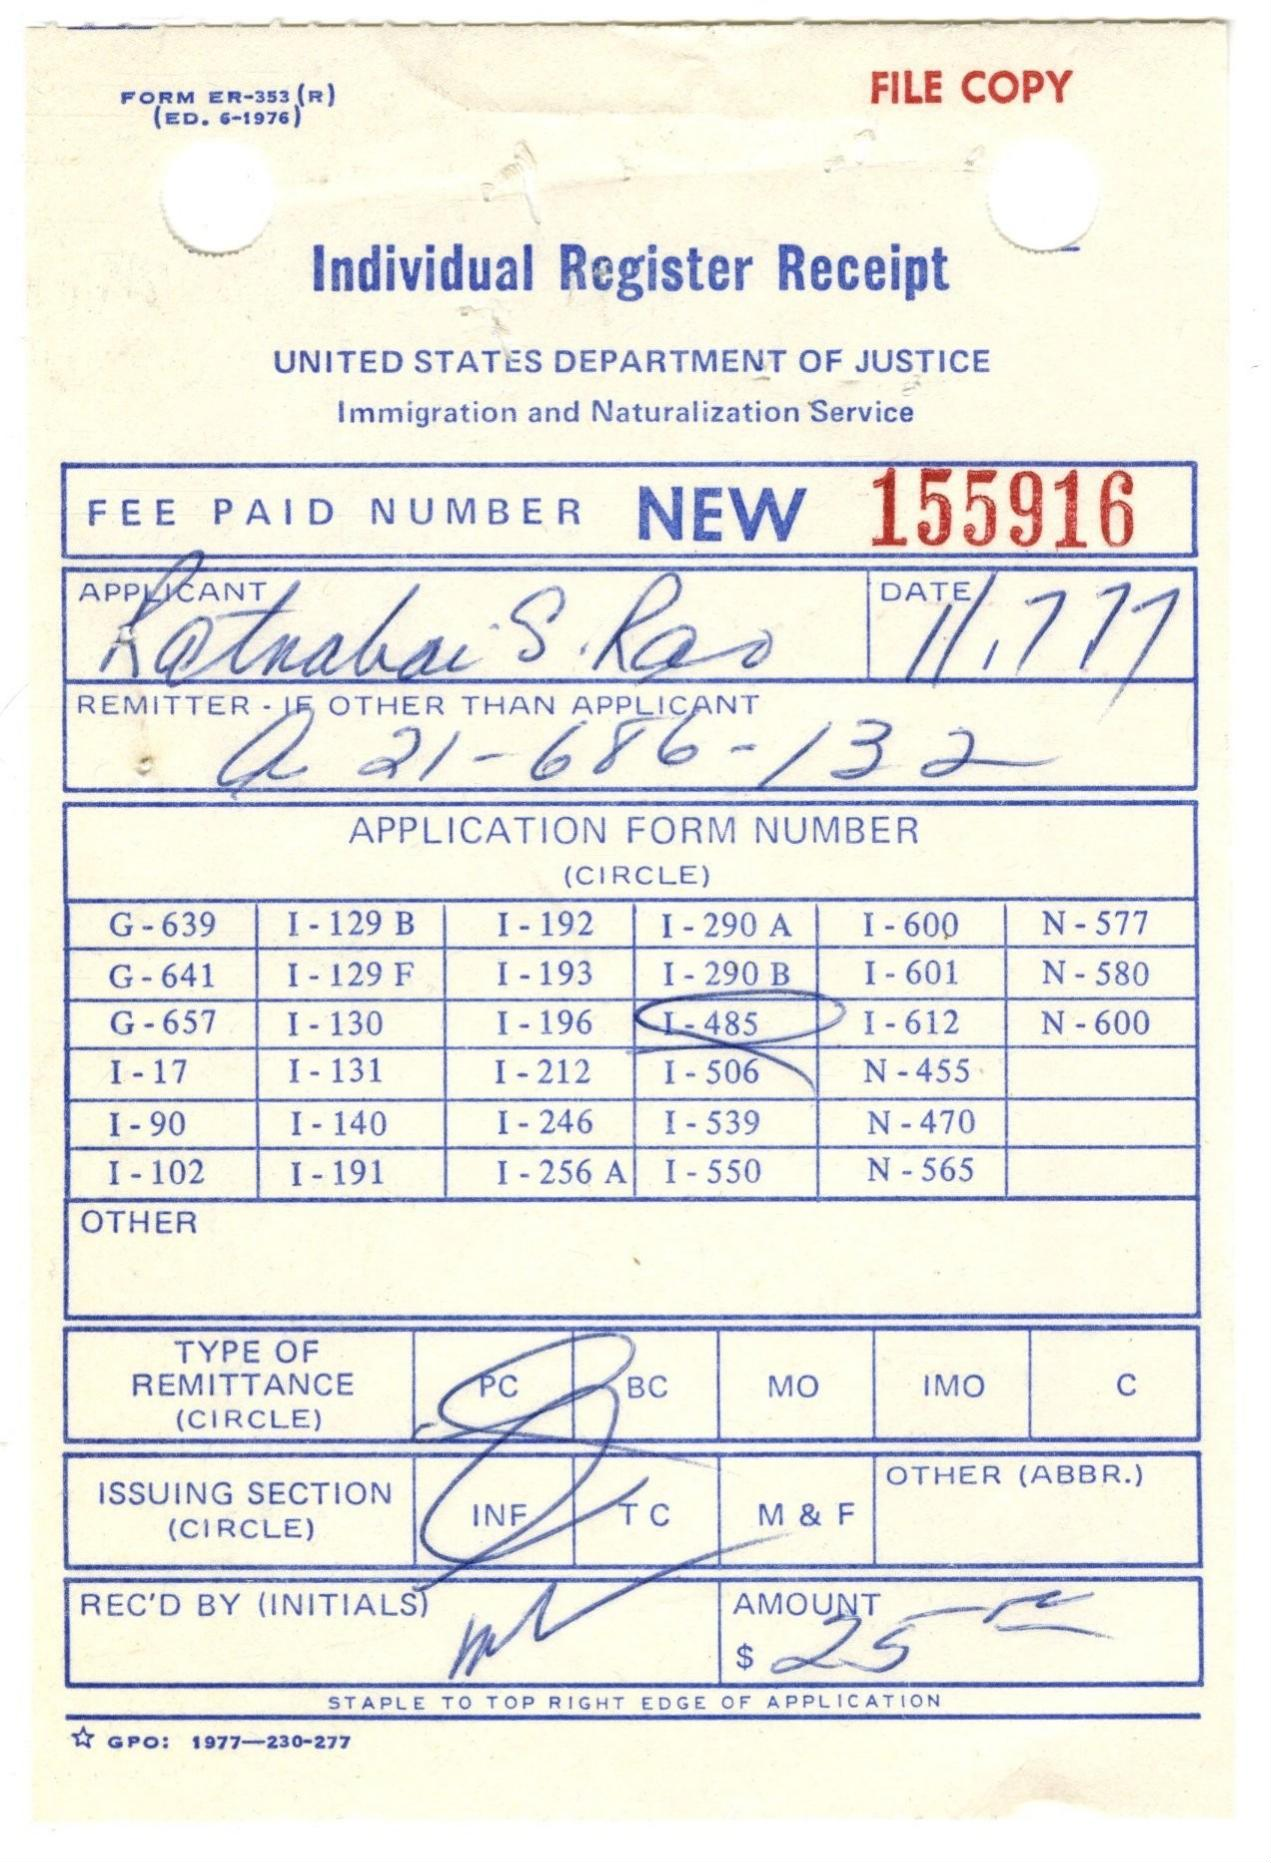 FORM ER-353 (R)
(ED. 6-1976)
FILE COPY
Individual Register Receipt
UNITED STATES DEPARTMENT OF JUSTICE
Immigration and Naturalization Service
FEE PAID NUMBER NEW 155916
APPLICANT DATE
Ratnabai S. Rao 11.7.77
REMITTER - IF OTHER THAN APPLICANT
A 21-686-132
APPLICATION FORM NUMBER
(CIRCLE)
G - 639 I - 129 B I - 192 I - 290 A I - 600 N - 577
G - 641 I - 129 F I - 193 I - 290 B I - 601 N - 580
G - 657 I - 130 I - 196 I - 485 I - 612 N - 600
I - 17 I - 131 I - 212 I - 506 N - 455
I - 90 I - 140 I - 246 I - 539 N - 470
I - 102 I - 191 I - 256 A I - 550 N - 565
OTHER
TYPE OF
REMITTANCE
(CIRCLE)
PC BC MO IMO C
ISSUING SECTION
(CIRCLE)
INF T C M & F OTHER (ABBR.)
REC'D BY (INITIALS) AMOUNT
$ 25
STAPLE TO TOP RIGHT EDGE OF APPLICATION
☆ GPO: 1977—230-277